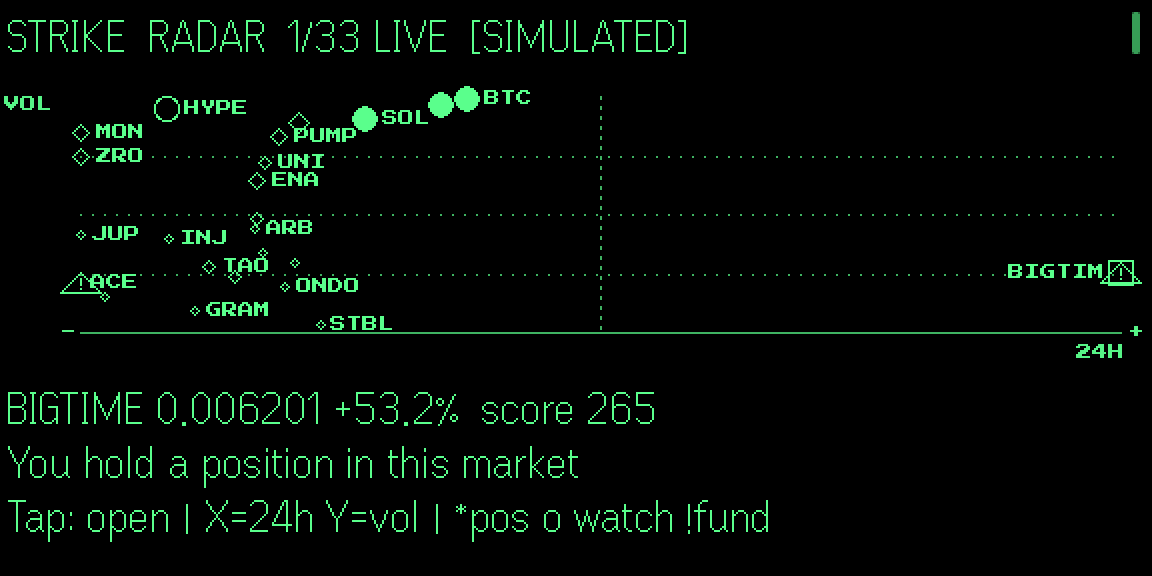 STRIKE RADAR 1/33 LIVE [SIMULATED]
VOL
HYPE
BTC
SOL
MON
PUMP
ZRO
UNI
ENA
JUP
INJ
ARB
TAO
BIGTIM
ACE
ONDO
GRAM
STBL
- +
24H
BIGTIME 0.006201 +53.2% score 265
You hold a position in this market
Tap: open | X=24h Y=vol | *pos o watch !fund